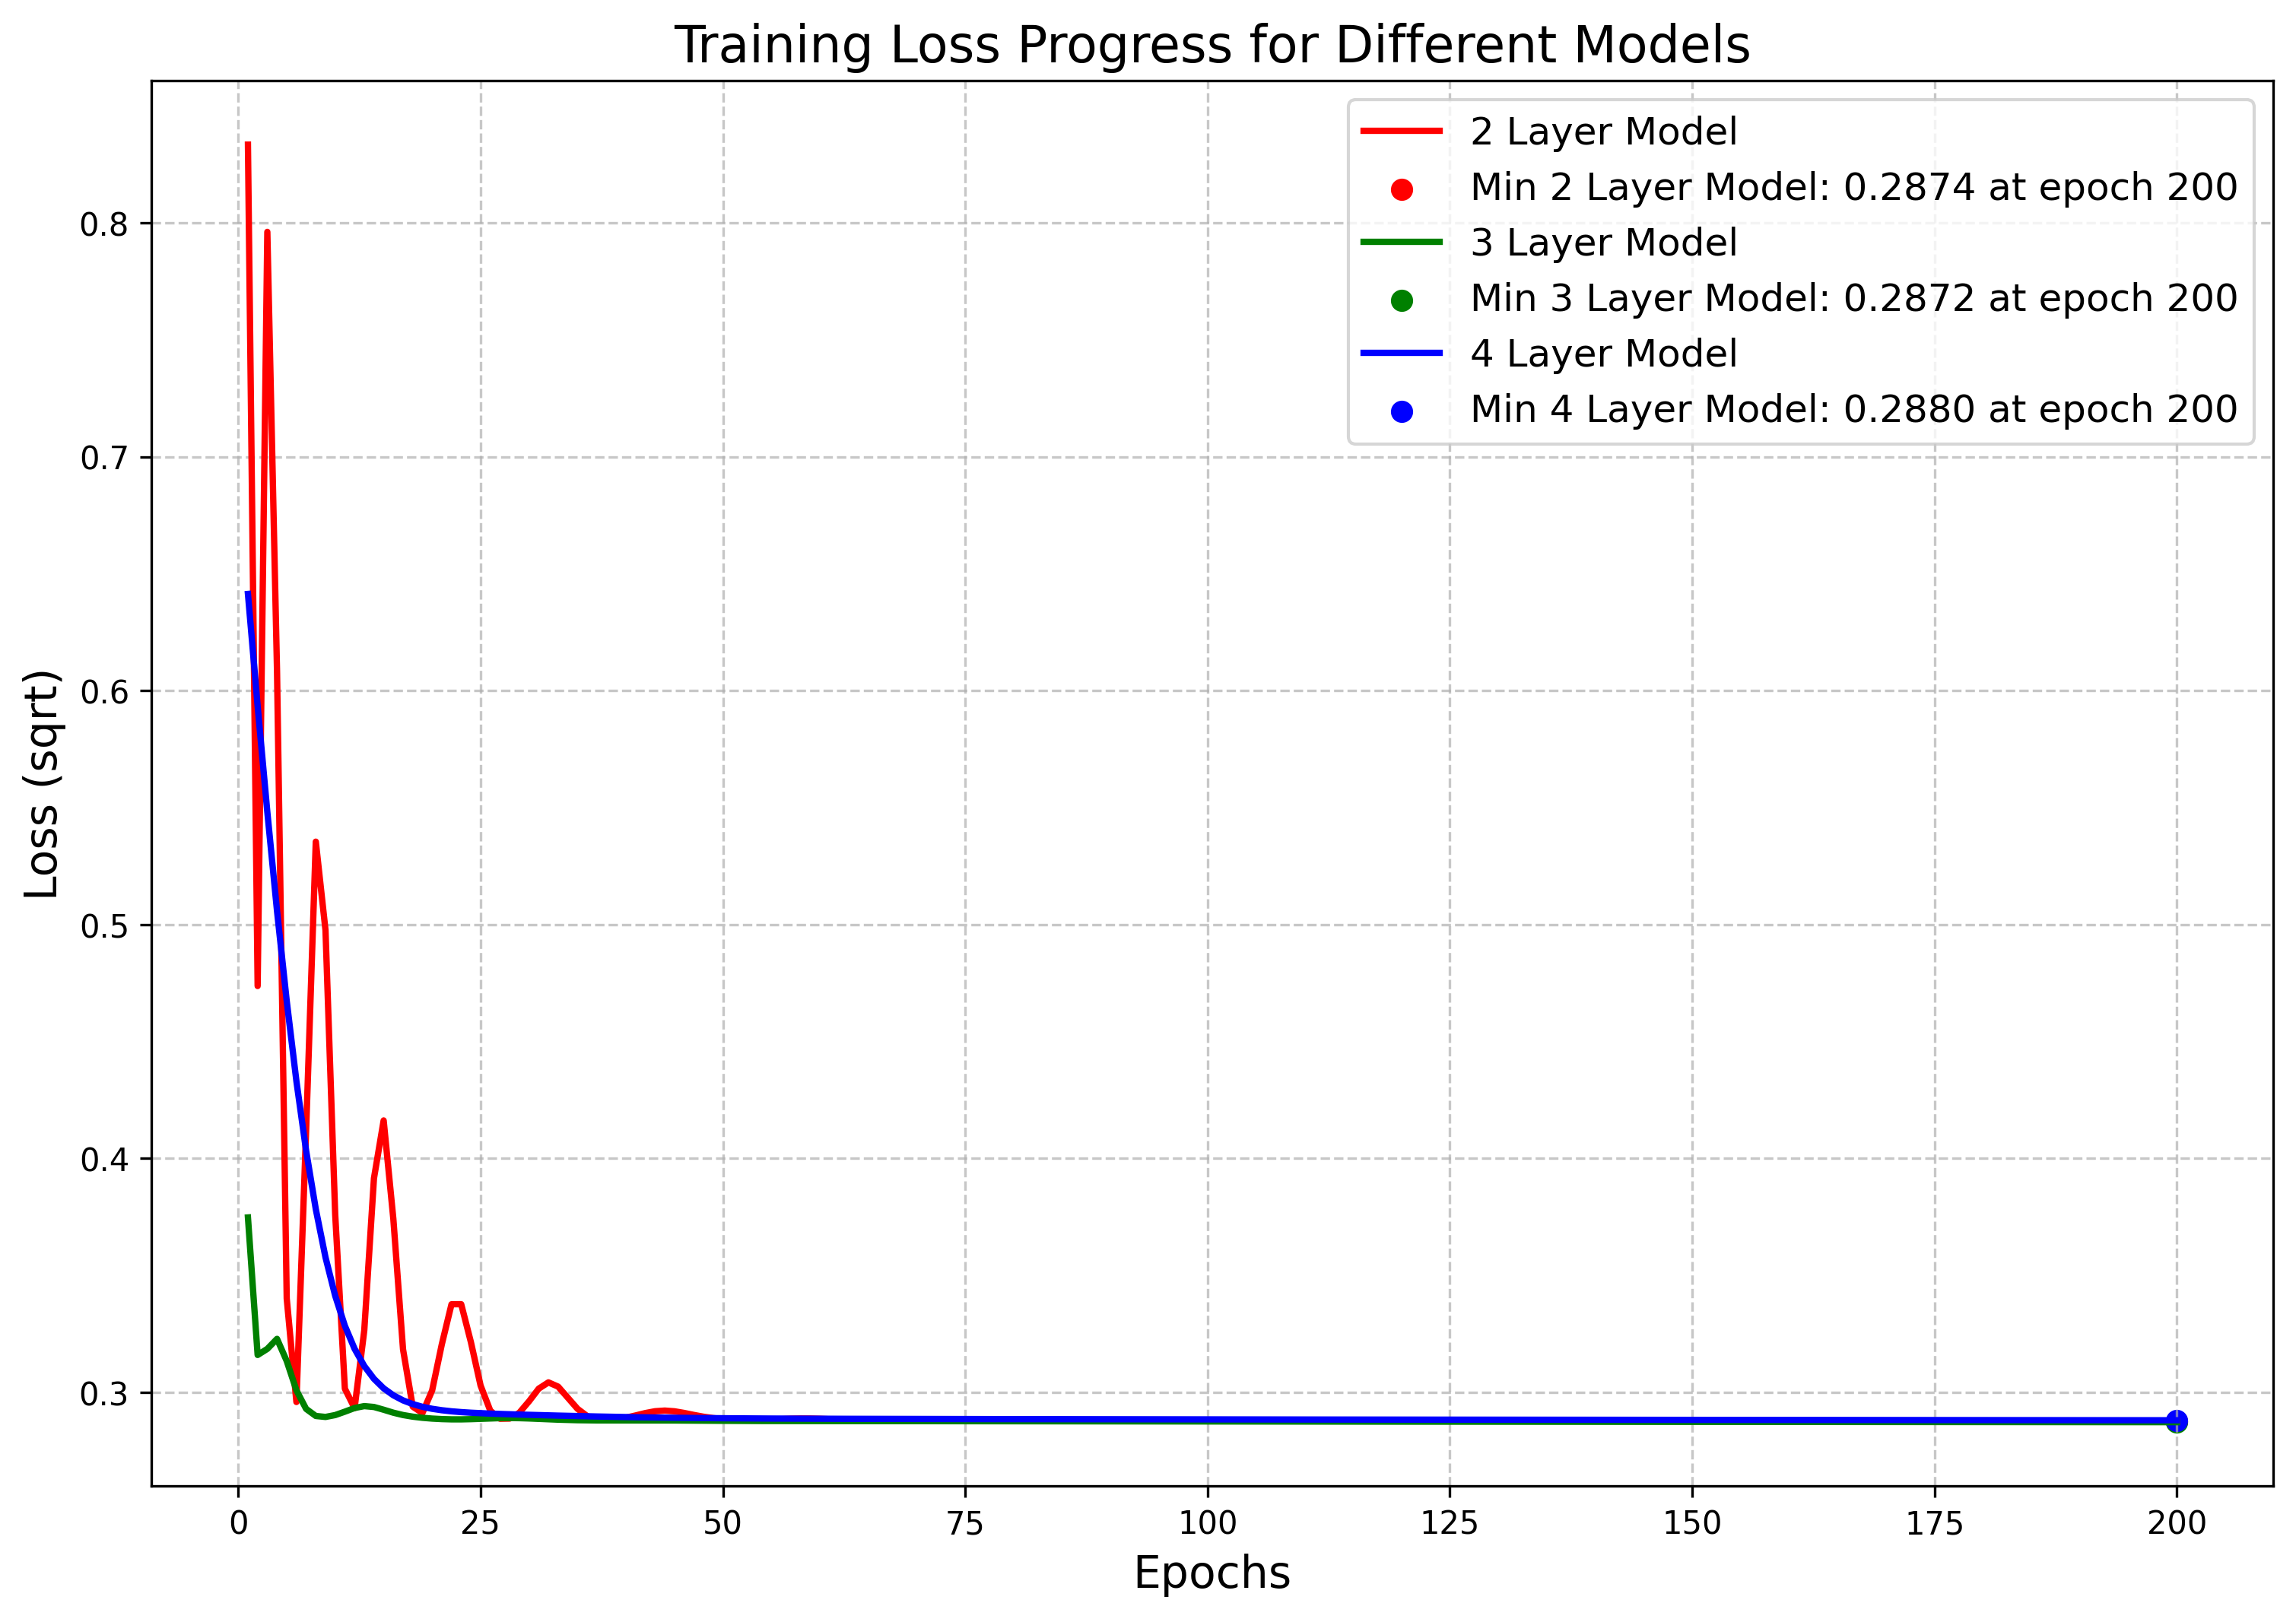 Training Loss Progress for Different Models
2 Layer Model
Min 2 Layer Model: 0.2874 at epoch 200
3 Layer Model
Min 3 Layer Model: 0.2872 at epoch 200
4 Layer Model
Min 4 Layer Model: 0.2880 at epoch 200
Loss (sqrt)
0.8
0.7
0.6
0.5
0.4
0.3
0 25 50 75 100 125 150 175 200
Epochs